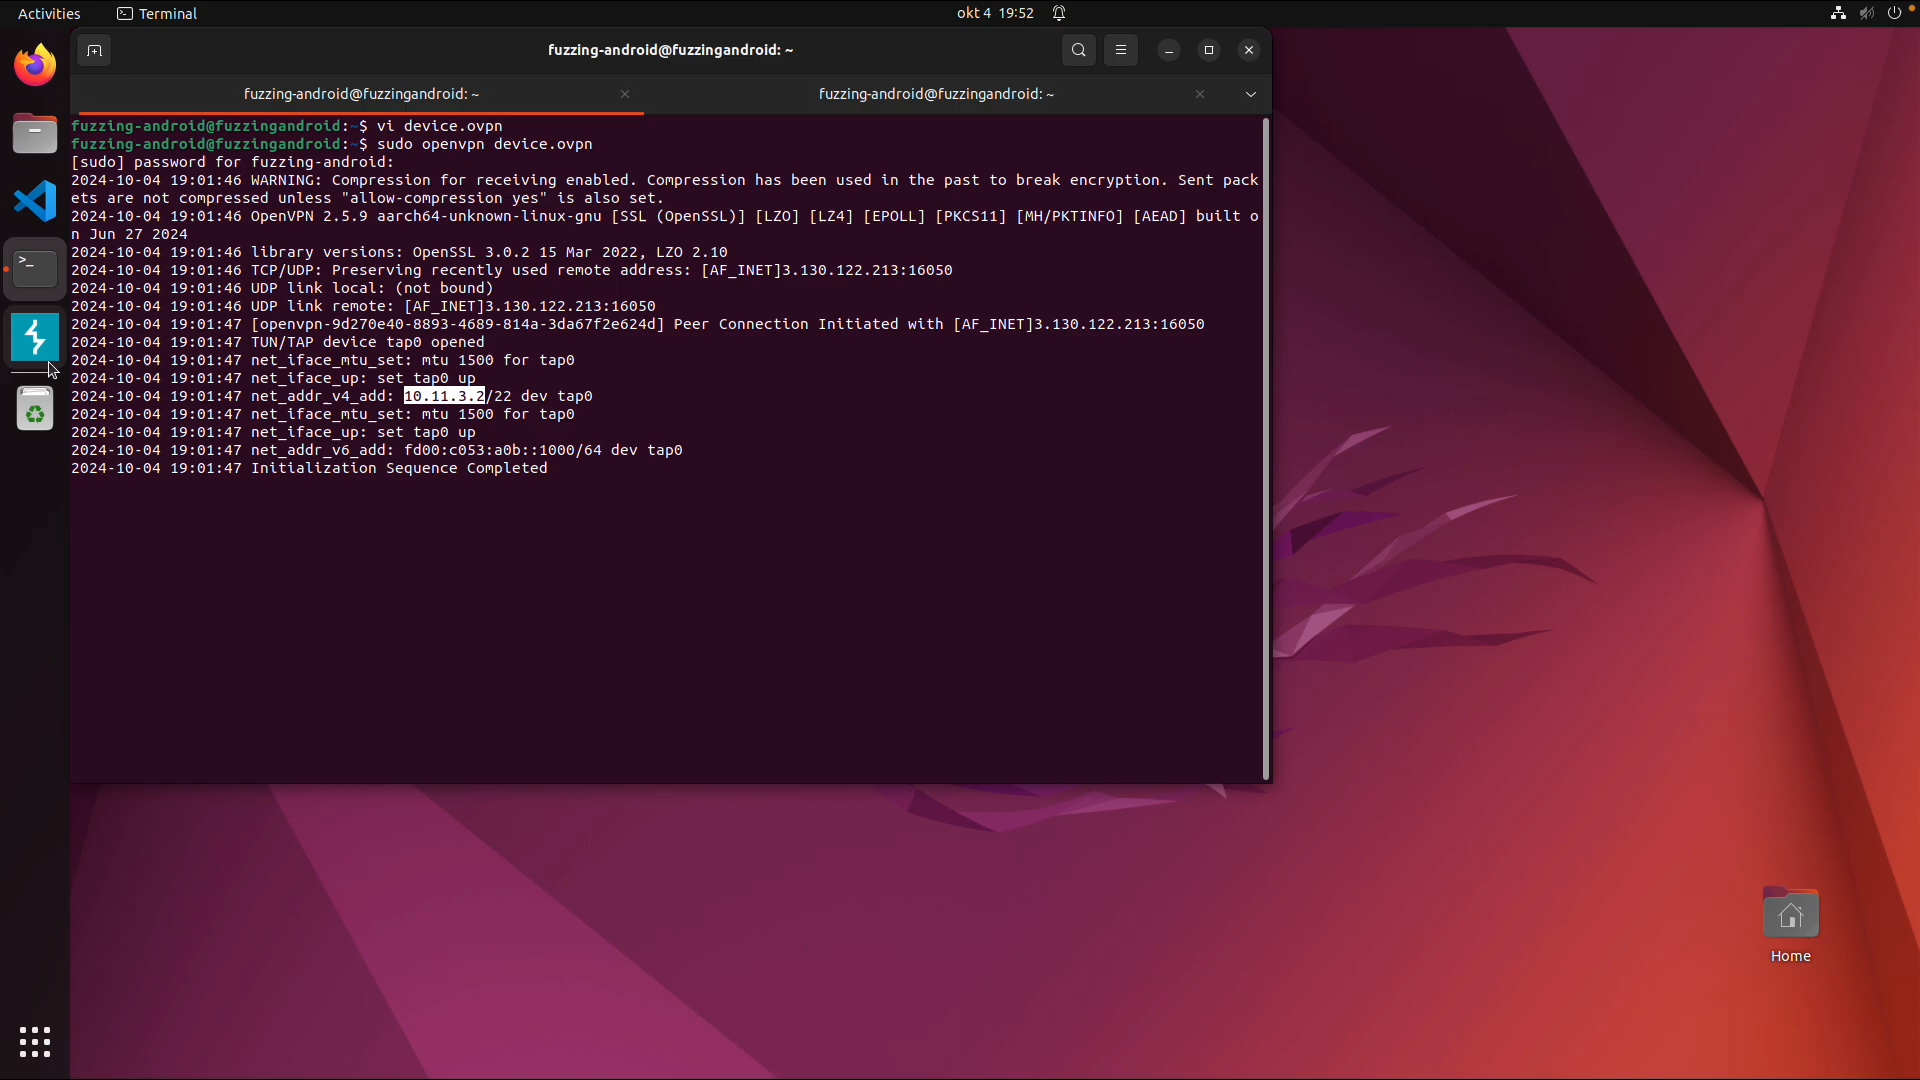 Activities
Terminal
okt 4 19:52
fuzzing-android@fuzzingandroid: ~
fuzzing-android@fuzzingandroid: ~
fuzzing-android@fuzzingandroid: ~
fuzzing-android@fuzzingandroid:~$ vi device.ovpn
fuzzing-android@fuzzingandroid:~$ sudo openvpn device.ovpn
[sudo] password for fuzzing-android:
2024-10-04 19:01:46 WARNING: Compression for receiving enabled. Compression has been used in the past to break encryption. Sent pack
ets are not compressed unless "allow-compression yes" is also set.
2024-10-04 19:01:46 OpenVPN 2.5.9 aarch64-unknown-linux-gnu [SSL (OpenSSL)] [LZO] [LZ4] [EPOLL] [PKCS11] [MH/PKTINFO] [AEAD] built o
n Jun 27 2024
2024-10-04 19:01:46 library versions: OpenSSL 3.0.2 15 Mar 2022, LZO 2.10
2024-10-04 19:01:46 TCP/UDP: Preserving recently used remote address: [AF_INET]3.130.122.213:16050
2024-10-04 19:01:46 UDP link local: (not bound)
2024-10-04 19:01:46 UDP link remote: [AF_INET]3.130.122.213:16050
2024-10-04 19:01:47 [openvpn-9d270e40-8893-4689-814a-3da67f2e624d] Peer Connection Initiated with [AF_INET]3.130.122.213:16050
2024-10-04 19:01:47 TUN/TAP device tap0 opened
2024-10-04 19:01:47 net_iface_mtu_set: mtu 1500 for tap0
2024-10-04 19:01:47 net_iface_up: set tap0 up
2024-10-04 19:01:47 net_addr_v4_add: 10.11.3.2/22 dev tap0
2024-10-04 19:01:47 net_iface_mtu_set: mtu 1500 for tap0
2024-10-04 19:01:47 net_iface_up: set tap0 up
2024-10-04 19:01:47 net_addr_v6_add: fd00:c053:a0b::1000/64 dev tap0
2024-10-04 19:01:47 Initialization Sequence Completed
Home